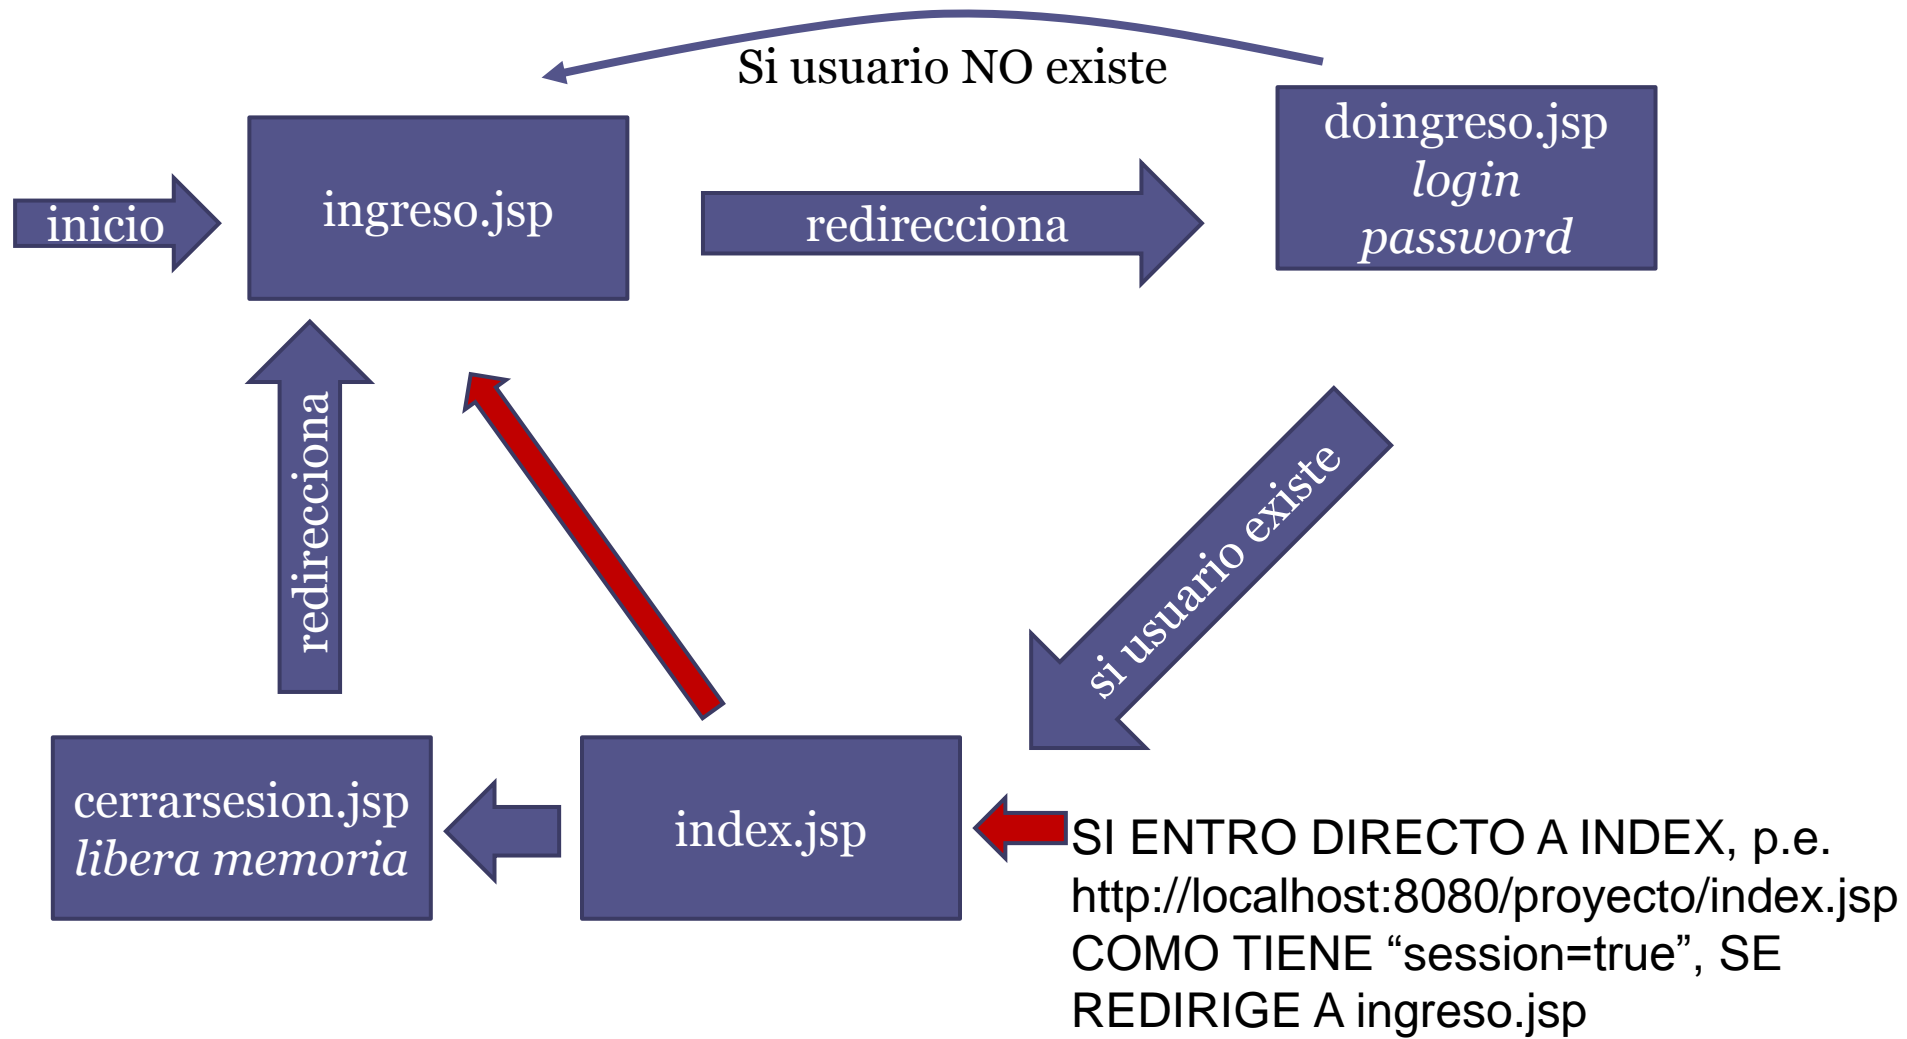 Si usuario NO existe
inicio
ingreso.jsp
redirecciona
doingreso.jsp
login
password
redirecciona
si usuario existe
cerrarsesion.jsp
libera memoria
index.jsp
SI ENTRO DIRECTO A INDEX, p.e.
http://localhost:8080/proyecto/index.jsp
COMO TIENE “session=true”, SE
REDIRIGE A ingreso.jsp